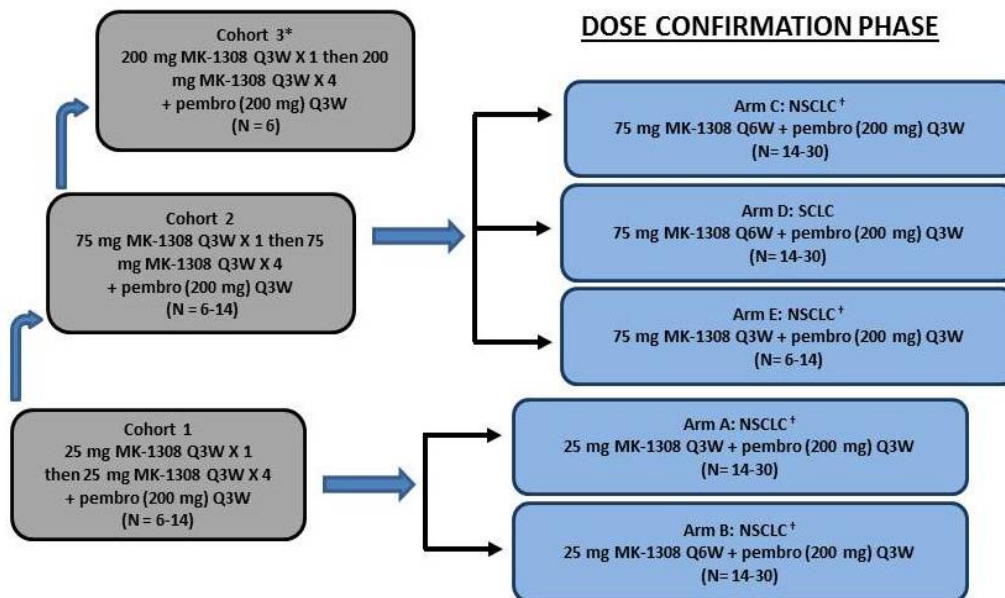 DOSE CONFIRMATION PHASE
Cohort 3*
200 mg MK-1308 Q3W X 1 then 200
mg MK-1308 Q3W X 4
+ pembro (200 mg) Q3W
(N = 6)
Cohort 2
75 mg MK-1308 Q3W X 1 then 75
mg MK-1308 Q3W X 4
+ pembro (200 mg) Q3W
(N = 6-14)
Cohort 1
25 mg MK-1308 Q3W X 1
then 25 mg MK-1308 Q3W X 4
+ pembro (200 mg) Q3W
(N = 6-14)
Arm C: NSCLC †
75 mg MK-1308 Q6W + pembro (200 mg) Q3W
(N= 14-30)
Arm D: SCLC
75 mg MK-1308 Q6W + pembro (200 mg) Q3W
(N= 14-30)
Arm E: NSCLC †
75 mg MK-1308 Q3W + pembro (200 mg) Q3W
(N= 6-14)
Arm A: NSCLC †
25 mg MK-1308 Q3W + pembro (200 mg) Q3W
(N= 14-30)
Arm B: NSCLC †
25 mg MK-1308 Q6W + pembro (200 mg) Q3W
(N= 14-30)